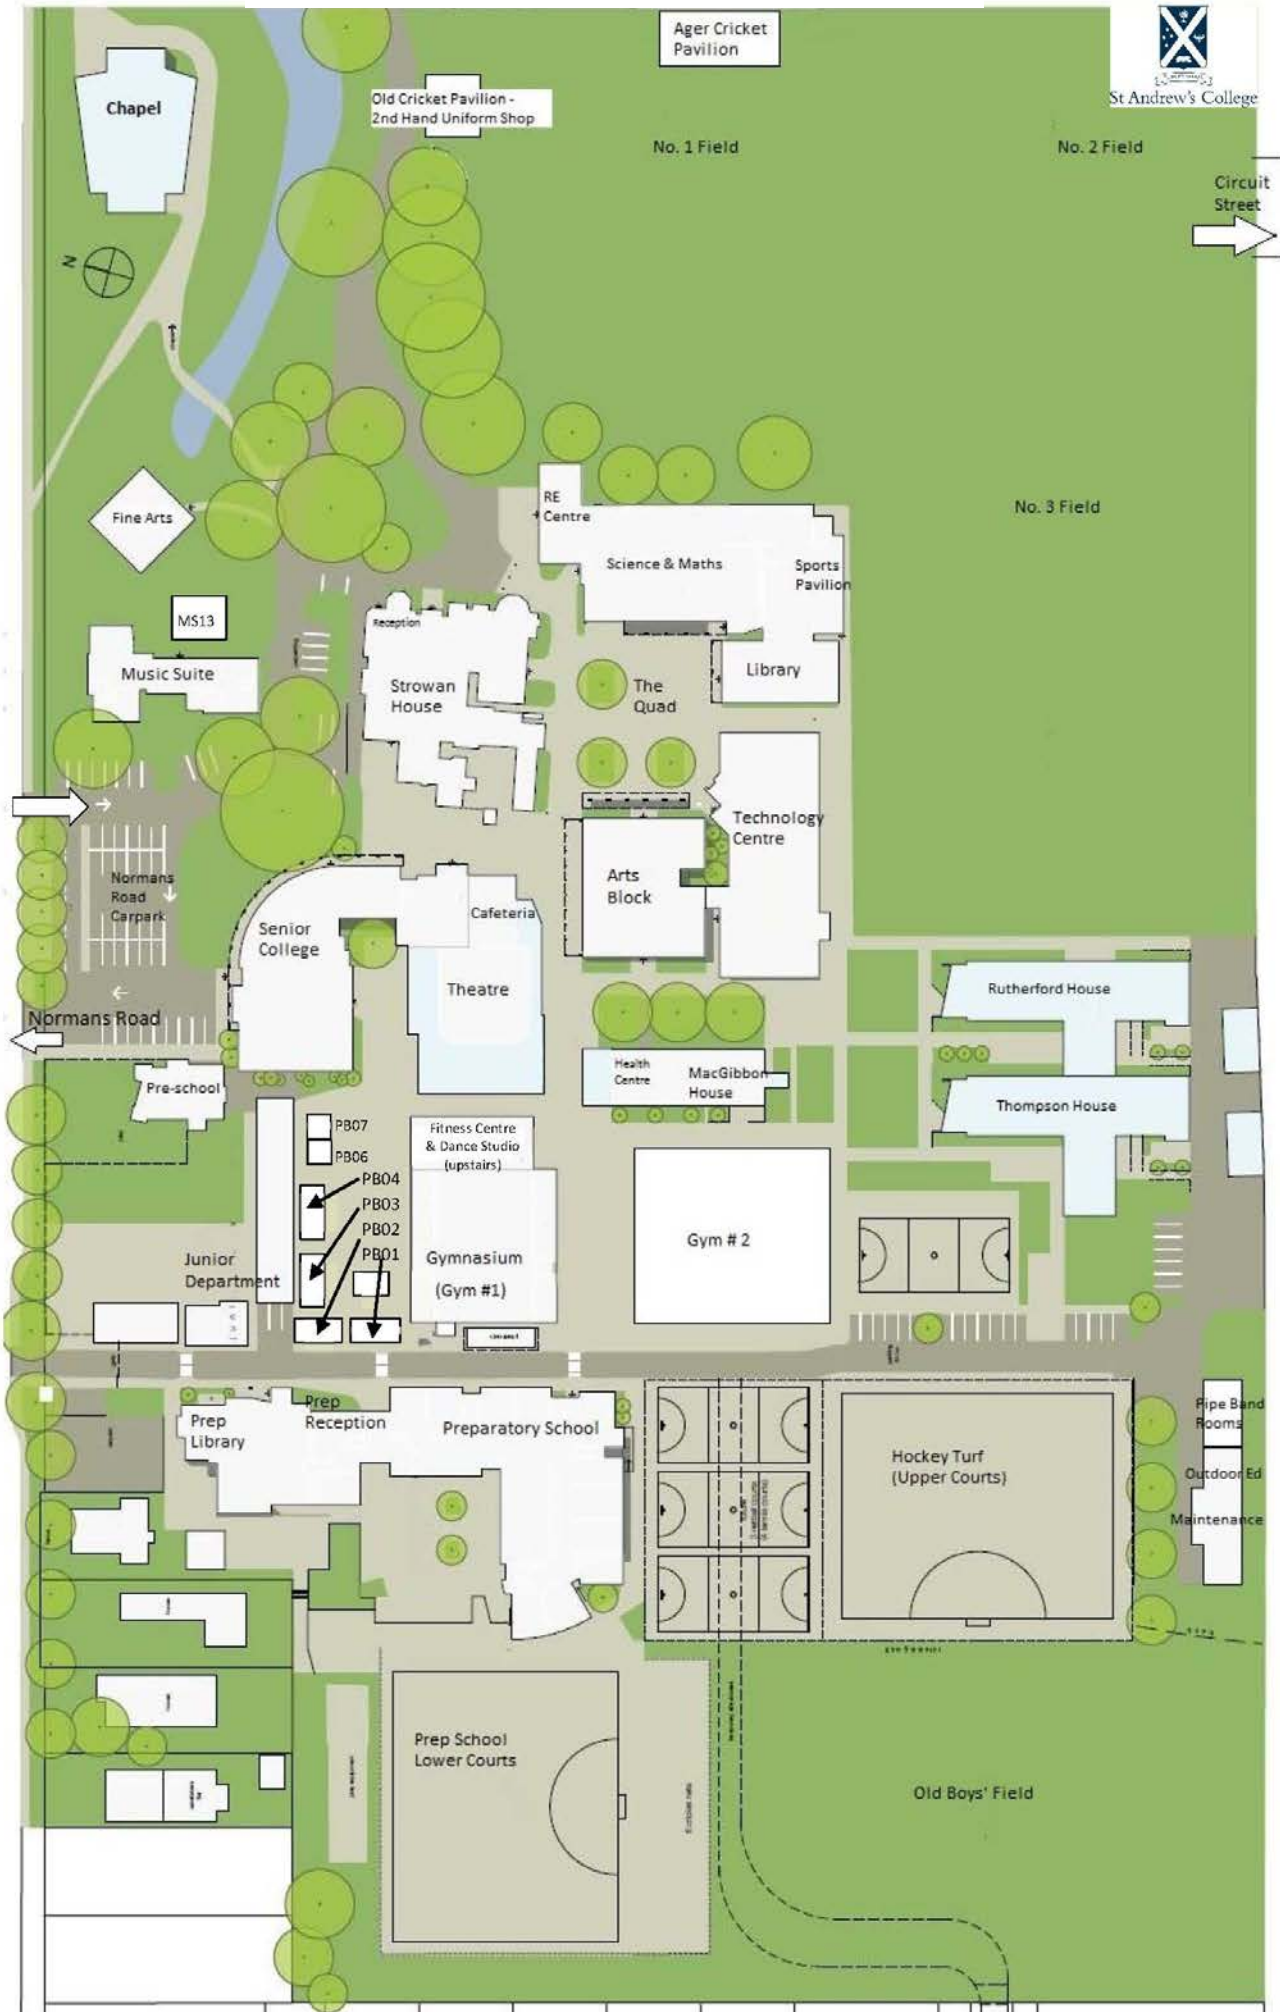 Ager Cricket
Pavilion
St Andrew's College
Chapel
Old Cricket Pavilion -
2nd Hand Uniform Shop
No. 1 Field
No. 2 Field
Circuit
Street
N
RE
Centre
Fine Arts
No. 3 Field
Science & Maths
Sports
Pavilion
MS13
Reception
Music Suite
Library
Strowan
House
The
Quad
Technology
Centre
Normans
Road
Carpark
Arts
Block
Cafeteria
Senior
College
Theatre
Rutherford House
Normans Road
Health
Centre
MacGibbon
House
Pre-school
Thompson House
PB07
Fitness Centre
& Dance Studio
(upstairs)
PB06
PB04
PB03
PB02
PB01
Gym # 2
Junior
Department
Gymnasium
(Gym #1)
Prep
Reception
Prep
Library
Preparatory School
Pipe Band
Rooms
Hockey Turf
(Upper Courts)
Outdoor Ed
Maintenance
Prep School
Lower Courts
Old Boys' Field